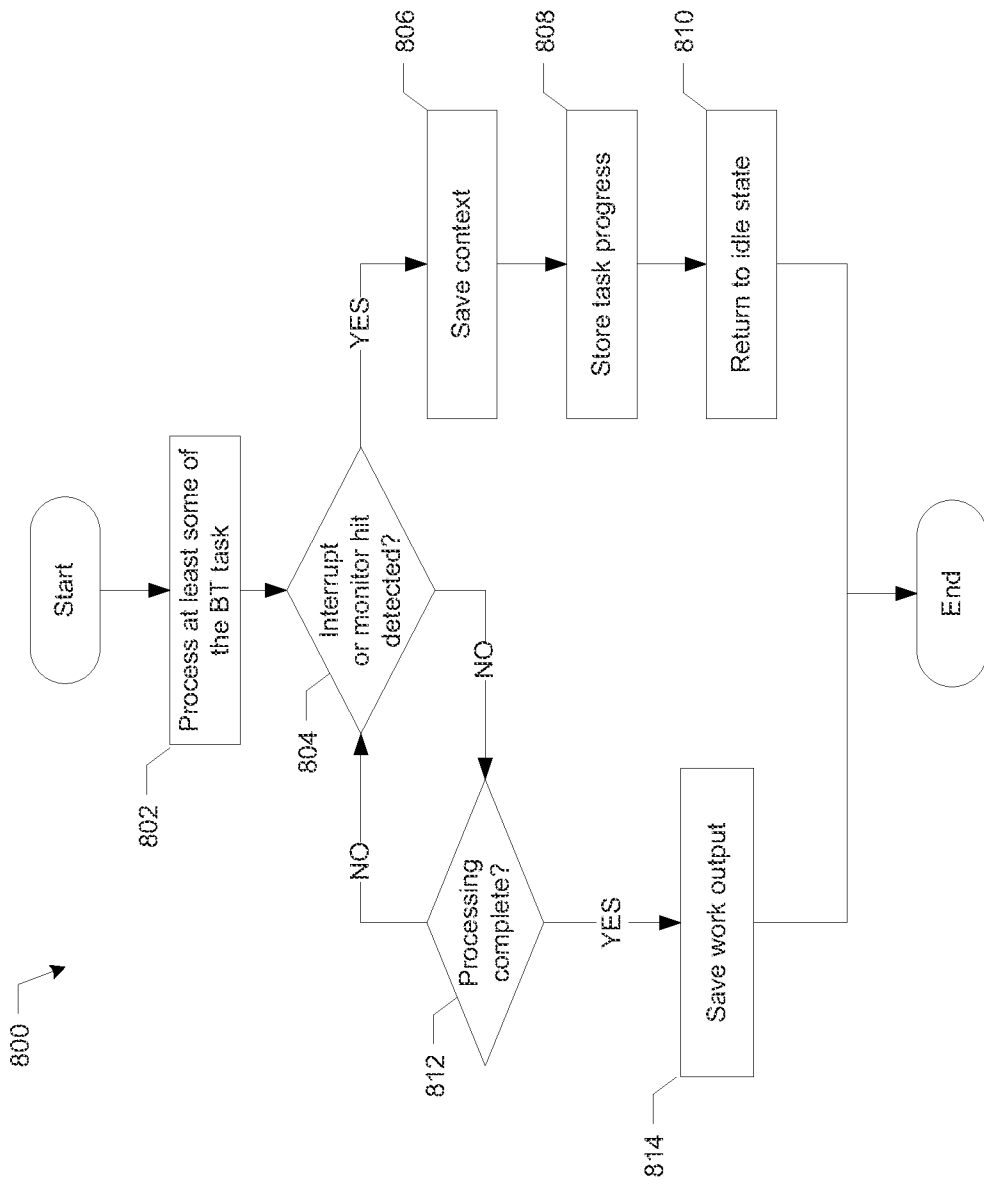 800
Start
802
Process at least some of
the BT task
804
Interrupt
or monitor hit
detected?
YES
NO
806
Save context
808
Store task progress
810
Return to idle state
NO
812
Processing
complete?
YES
814
Save work output
End